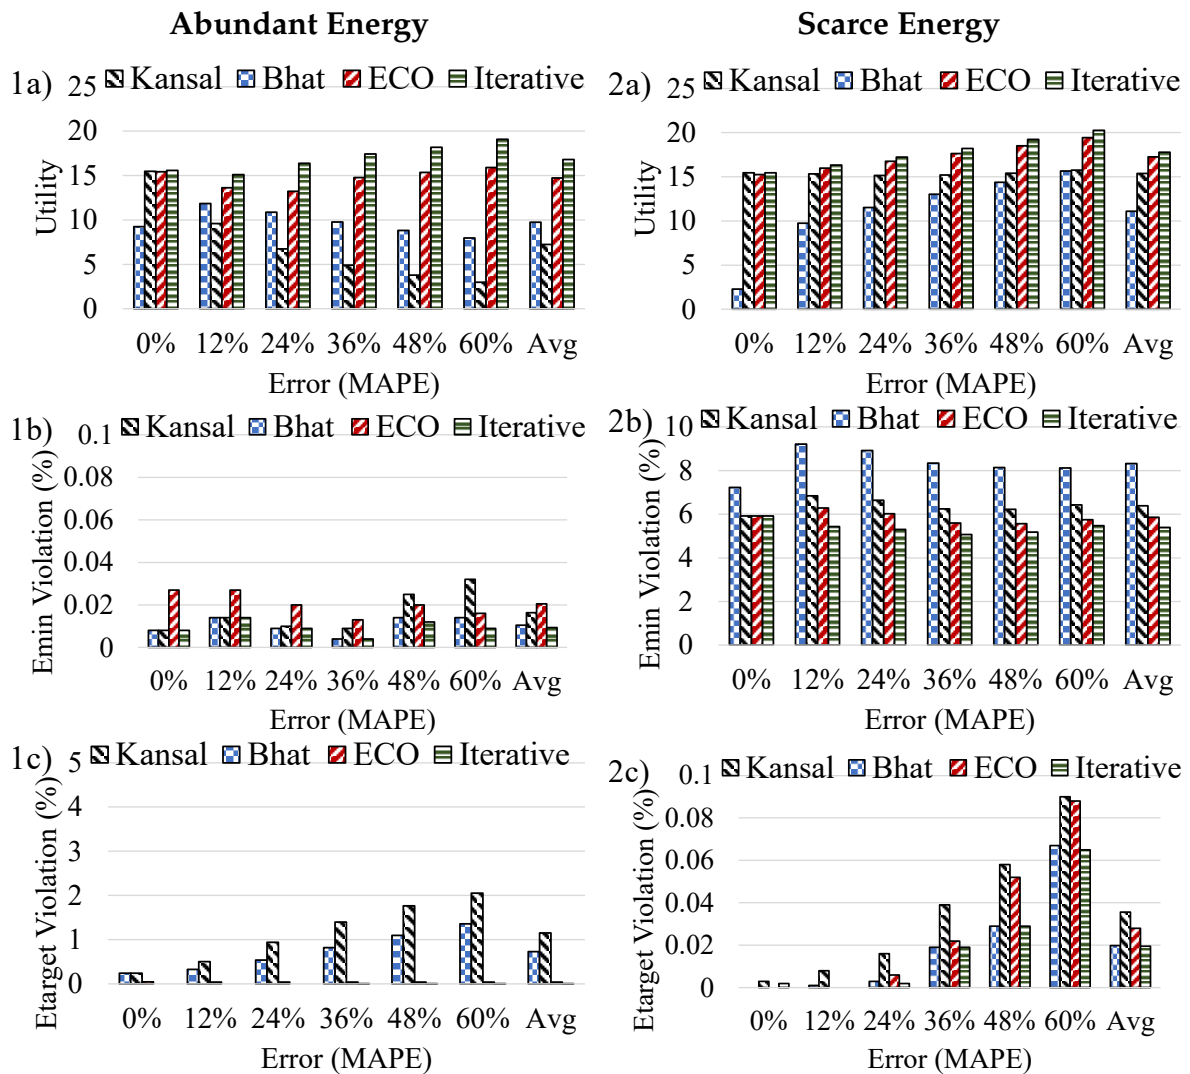 Abundant Energy
Scarce Energy
1a)
Kansal Bhat ECO Iterative
25
20
15
10
5
0
Utility
0% 12% 24% 36% 48% 60% Avg
Error (MAPE)
2a)
Kansal Bhat ECO Iterative
25
20
15
10
5
0
Utility
0% 12% 24% 36% 48% 60% Avg
Error (MAPE)
1b)
Kansal Bhat ECO Iterative
0.1
0.08
0.06
0.04
0.02
0
Emin Violation (%)
0% 12% 24% 36% 48% 60% Avg
Error (MAPE)
2b)
Kansal Bhat ECO Iterative
10
8
6
4
2
0
Emin Violation (%)
0% 12% 24% 36% 48% 60% Avg
Error (MAPE)
1c)
Kansal Bhat ECO Iterative
5
4
3
2
1
0
Etarget Violation (%)
0% 12% 24% 36% 48% 60% Avg
Error (MAPE)
2c)
Kansal Bhat ECO Iterative
0.1
0.08
0.06
0.04
0.02
0
Etarget Violation (%)
0% 12% 24% 36% 48% 60% Avg
Error (MAPE)